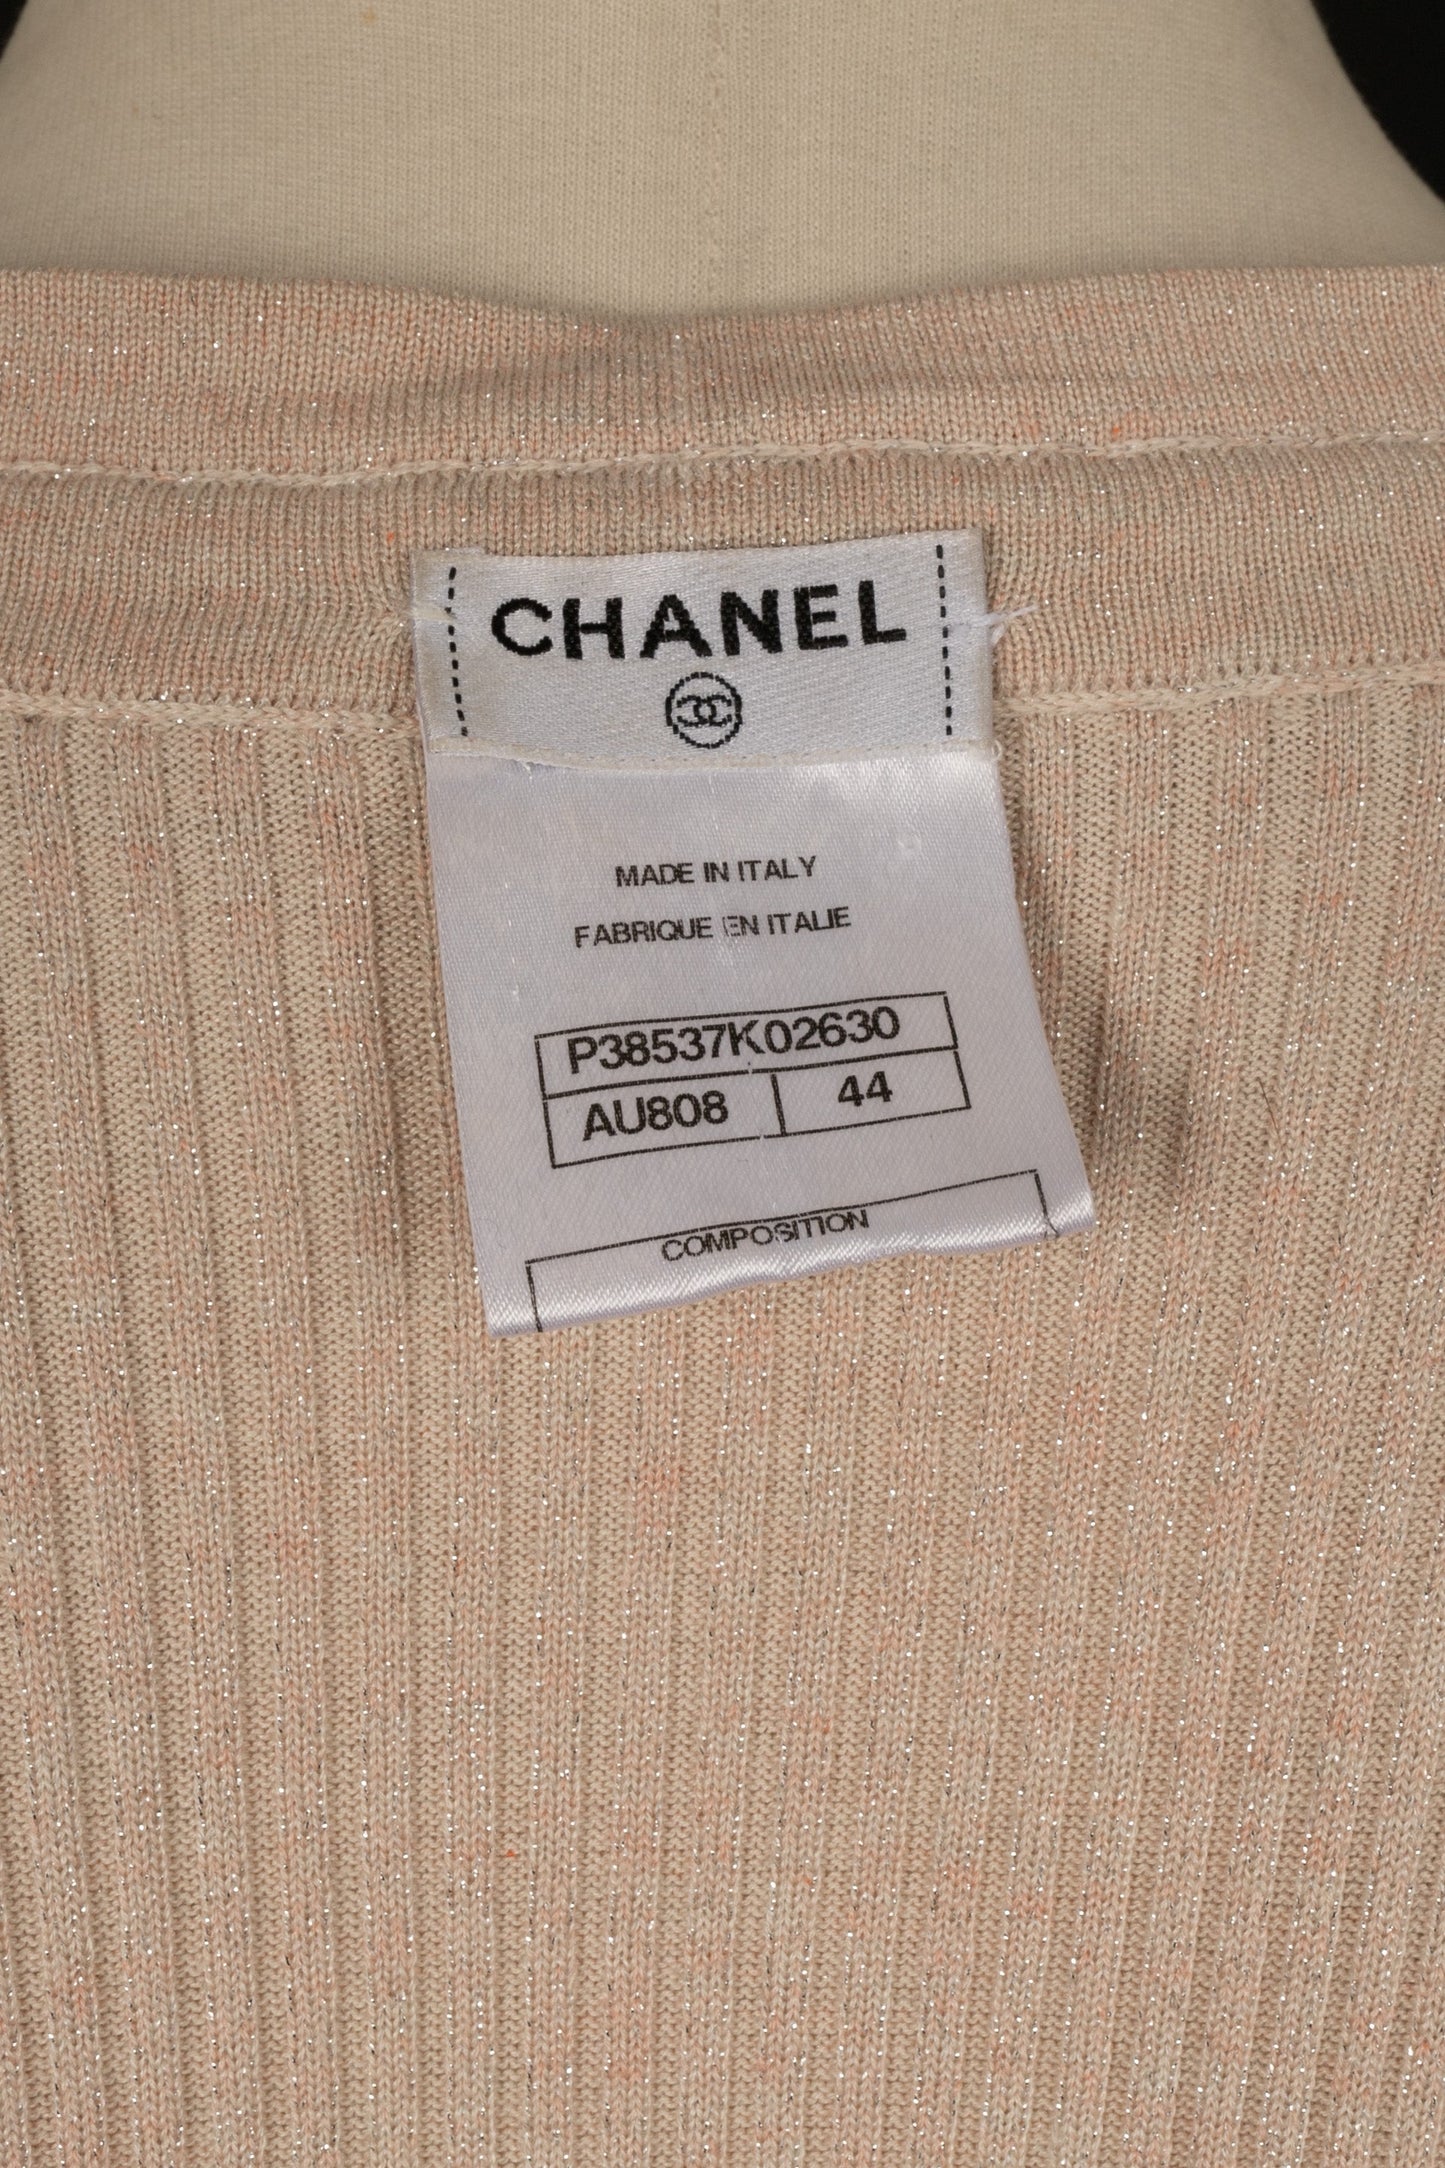 CHANEL
MADE IN ITALY
FABRIQUE EN ITALIE
P38537K02630
AU808 44
COMPOSITION